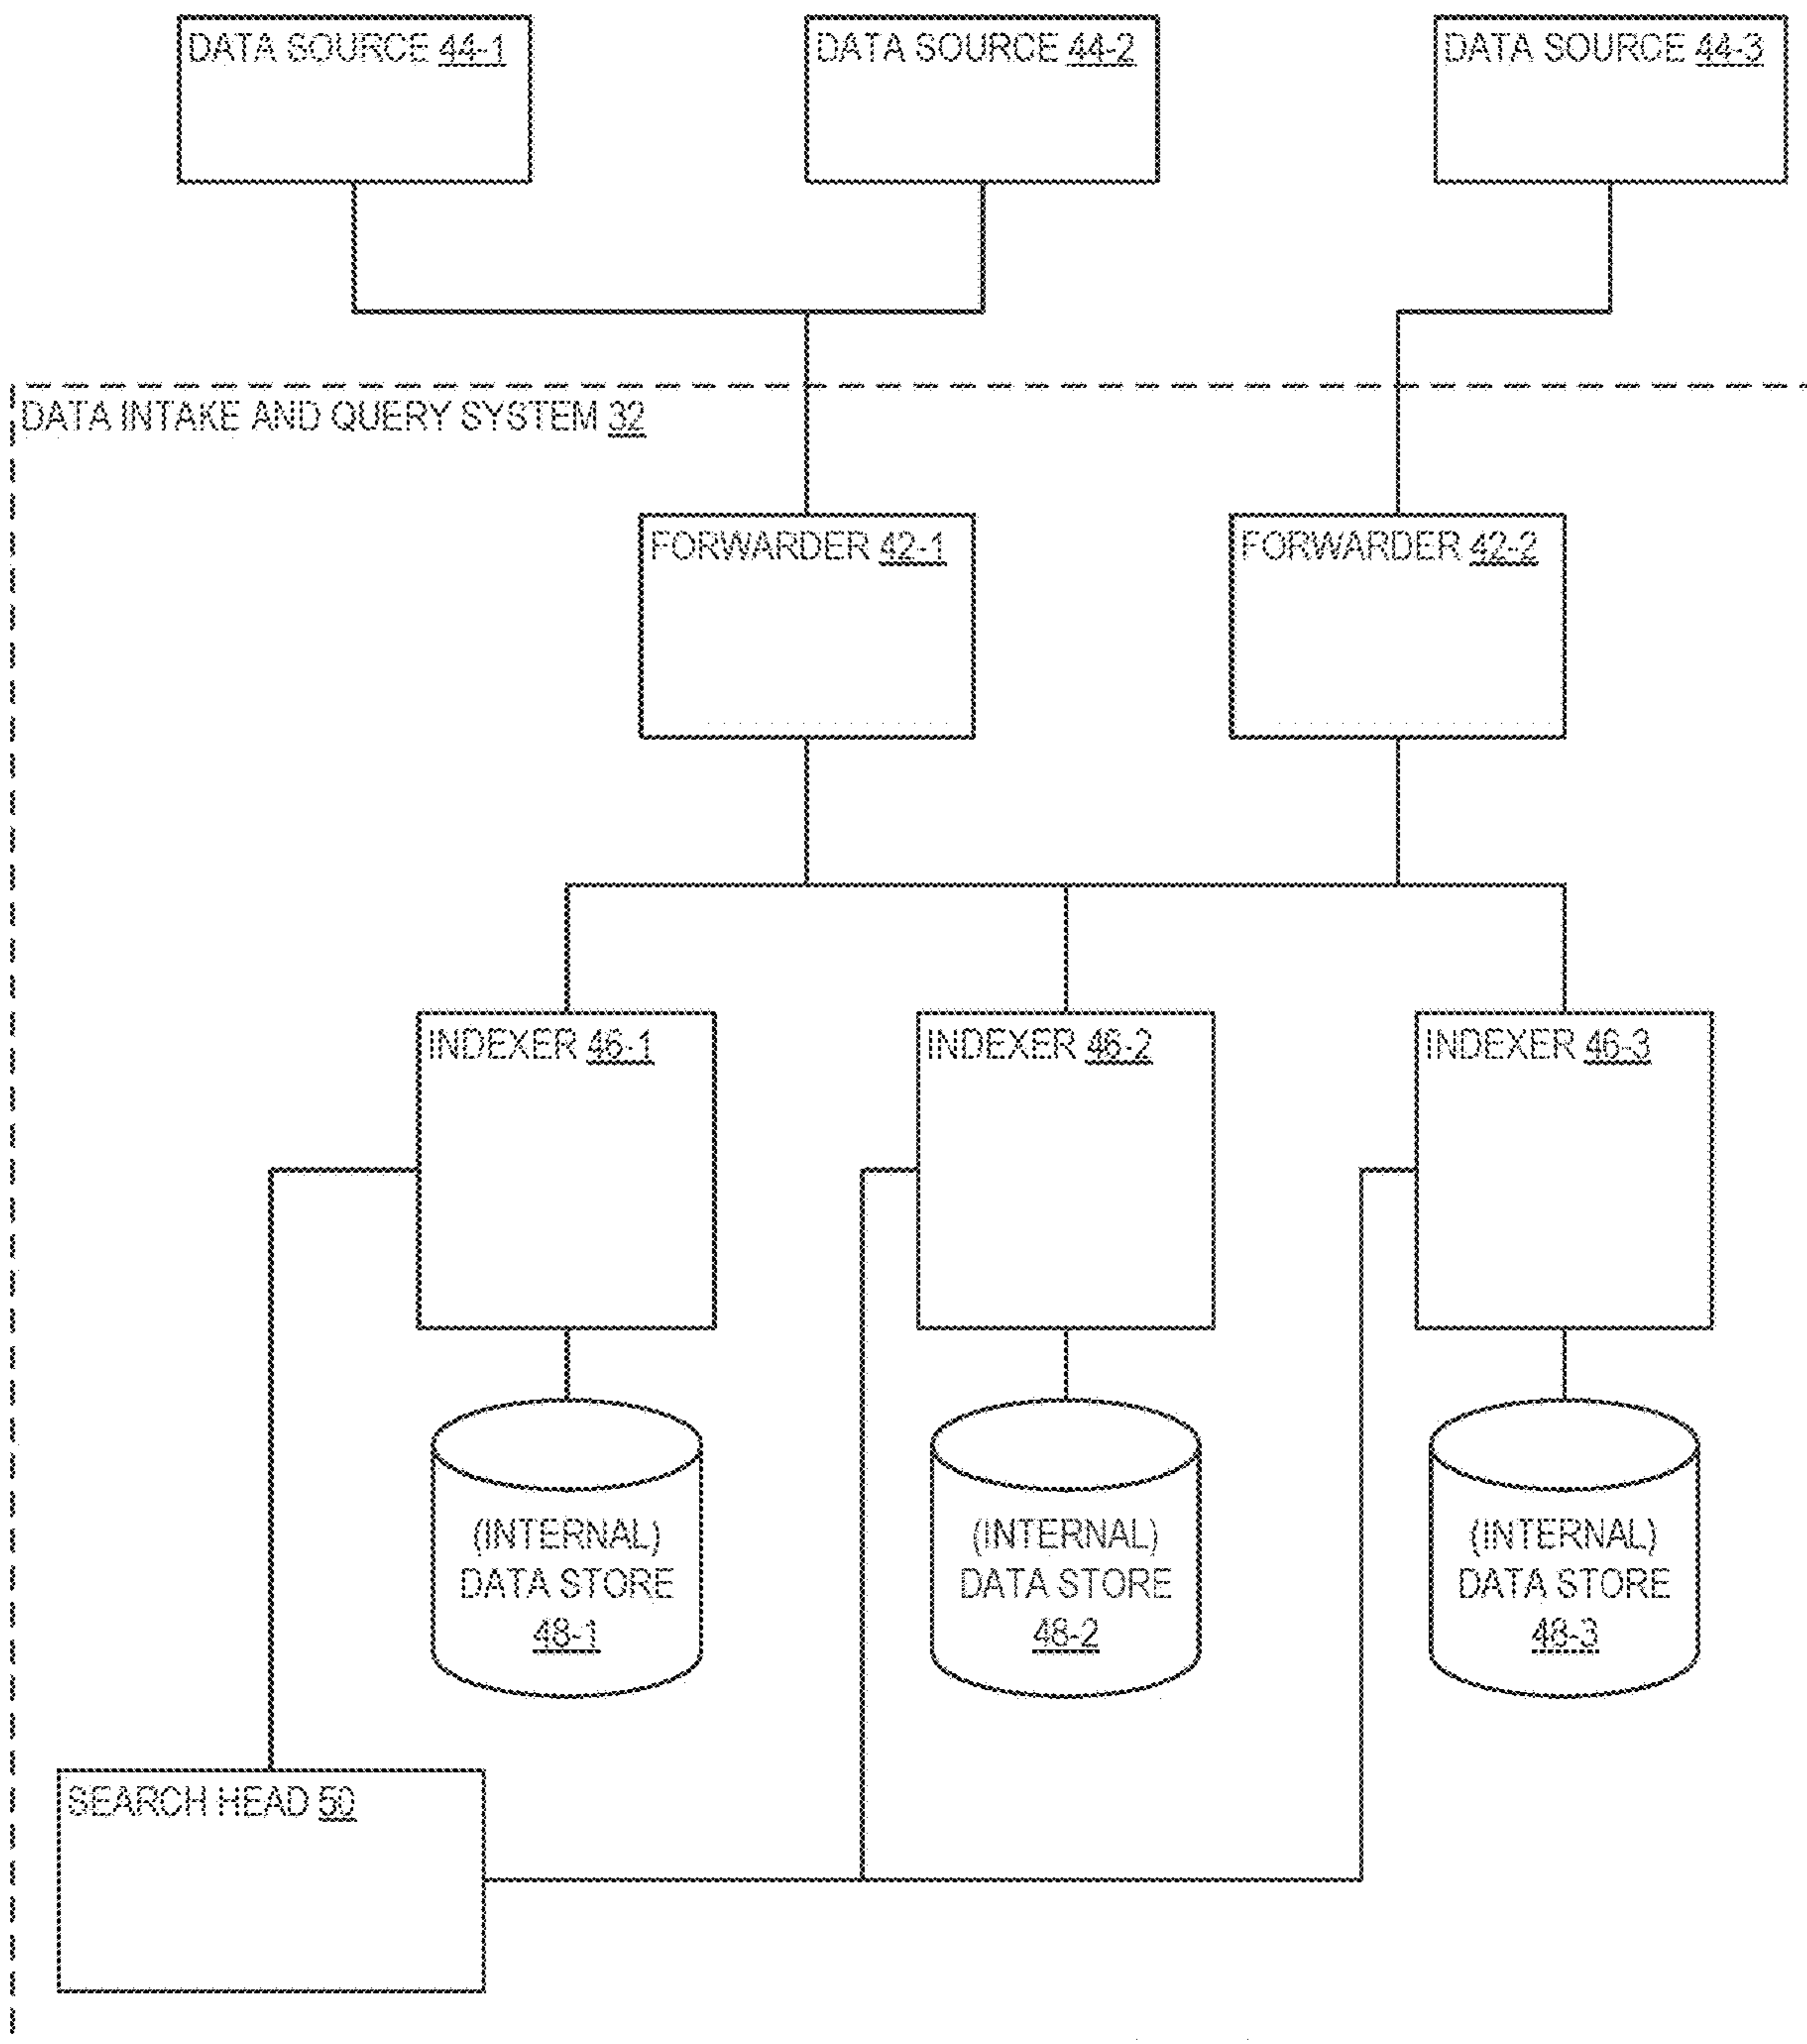 DATA SOURCE 44-1
DATA SOURCE 44-2
DATA SOURCE 44-3
DATA INTAKE AND QUERY SYSTEM 32
FORWARDER 42-1
FORWARDER 42-2
INDEXER 46-1
INDEXER 46-2
INDEXER 46-3
(INTERNAL)
DATA STORE
48-1
(INTERNAL)
DATA STORE
48-2
(INTERNAL)
DATA STORE
48-3
SEARCH HEAD 50